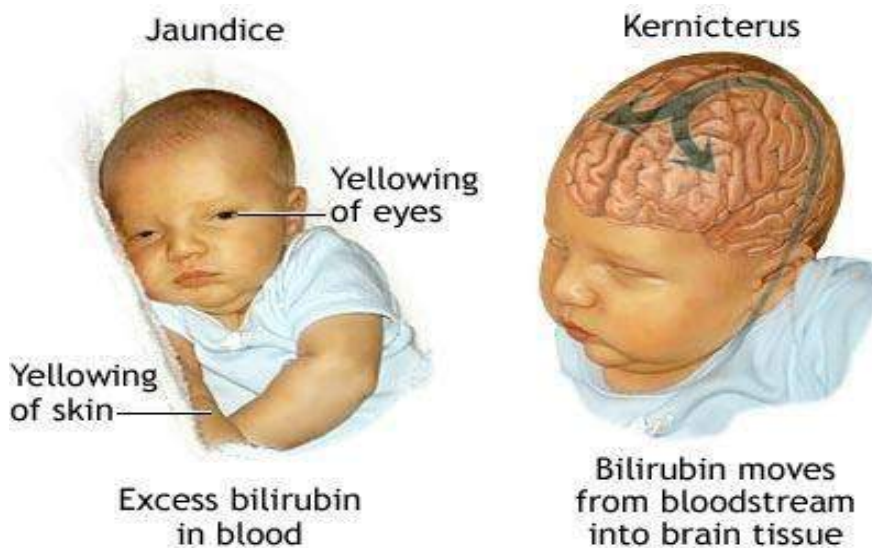 Jaundice
Yellowing
of eyes
Yellowing
of skin
Excess bilirubin
in blood
Kernicterus
Bilirubin moves
from bloodstream
into brain tissue